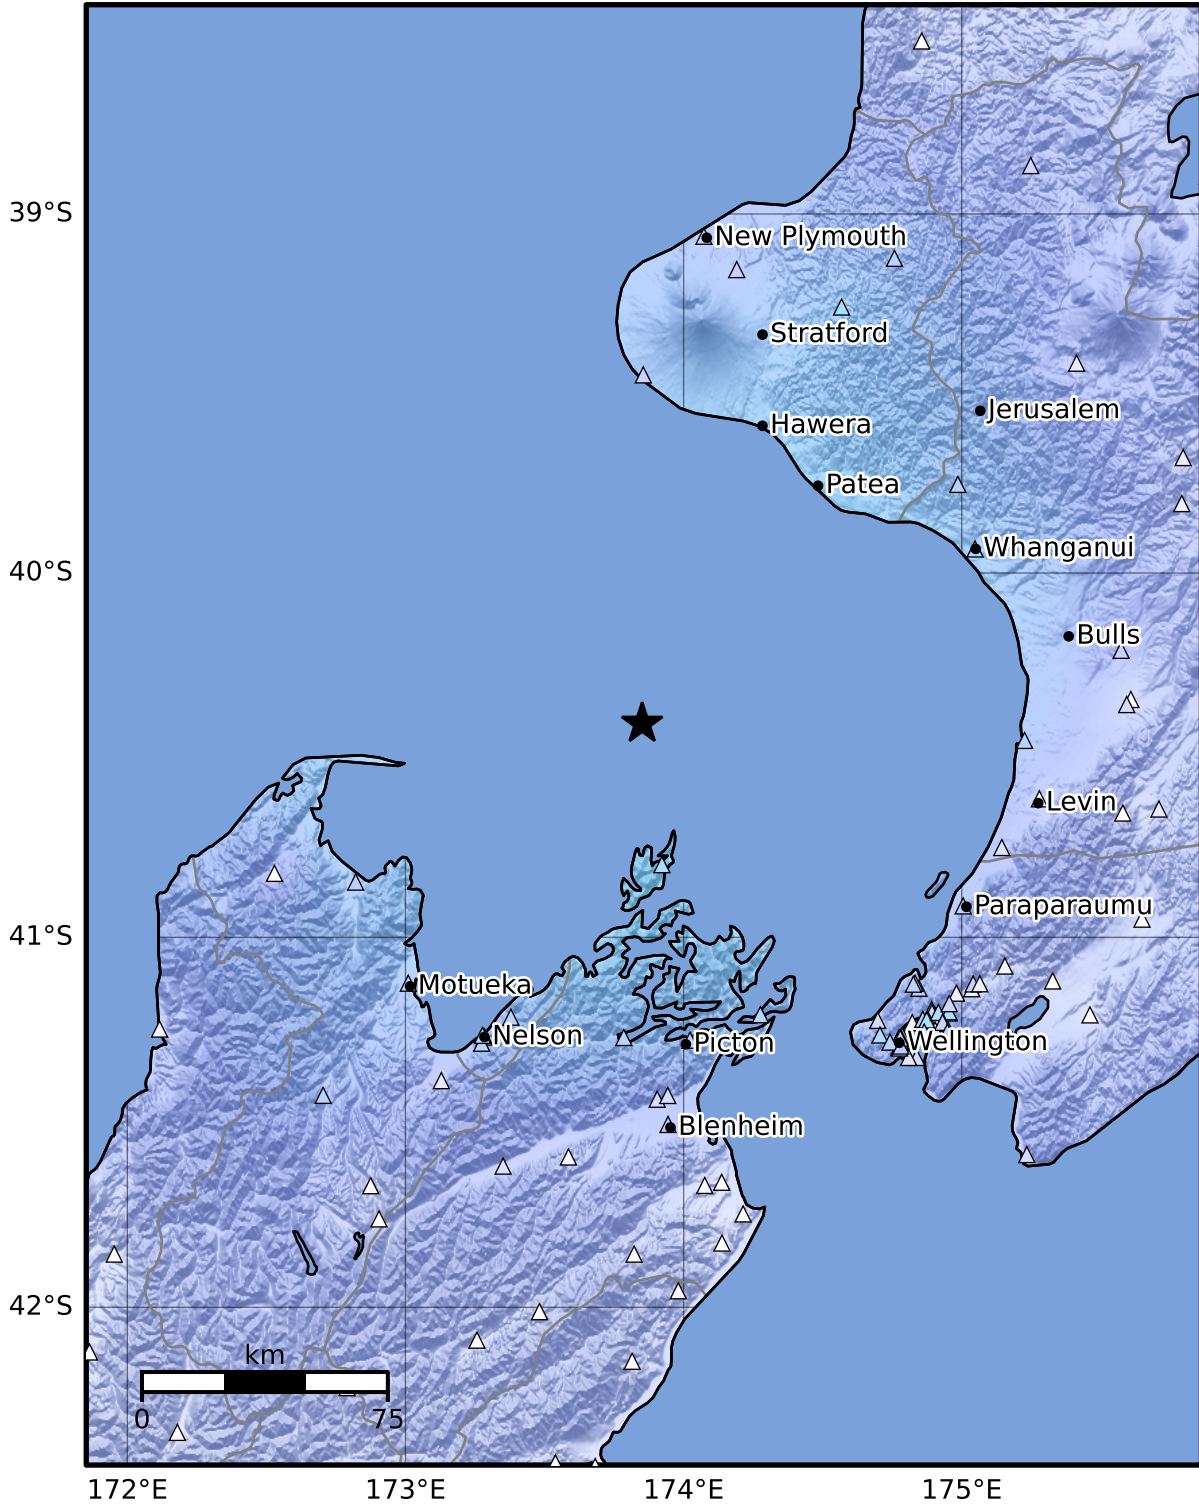 39°S
New Plymouth
Stratford
Jerusalem
Hawera
Patea
Whanganui
40°S
Bulls
Levin
Paraparaumu
41°S
Motueka
Nelson
Picton
Wellington
Blenheim
42°S
km
0
75
172°E
173°E
174°E
175°E